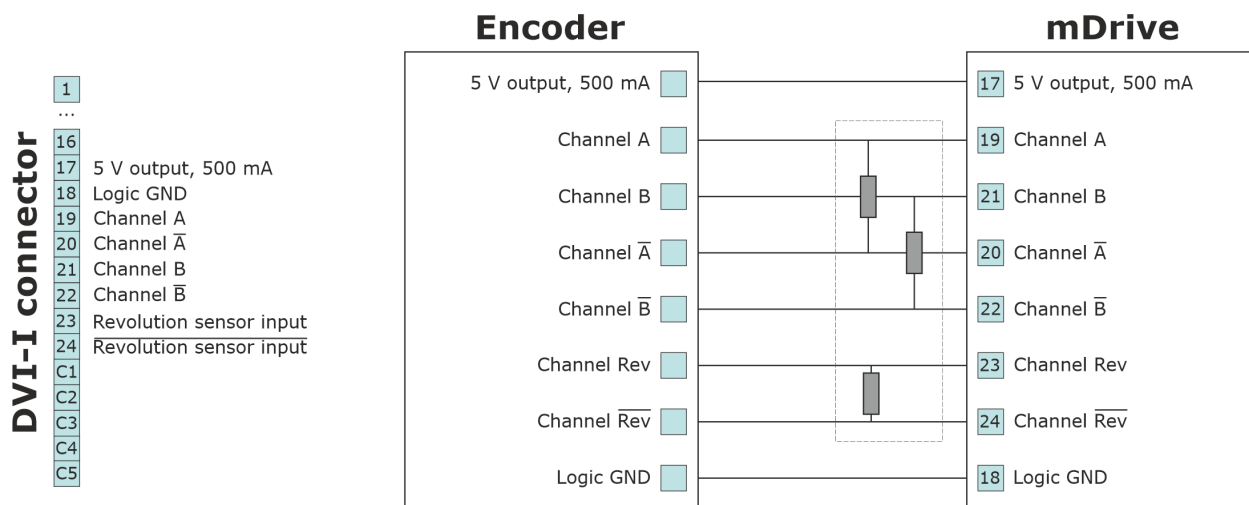 DVI-I connector
1
...
16
17 5 V output, 500 mA
18 Logic GND
19 Channel A
20 Channel A̅
21 Channel B
22 Channel B̅
23 Revolution sensor input
24 R̅e̅v̅o̅l̅u̅t̅i̅o̅n̅ ̅s̅e̅n̅s̅o̅r̅ ̅i̅n̅p̅u̅t̅
C1
C2
C3
C4
C5
Encoder
5 V output, 500 mA
Channel A
Channel B
Channel A̅
Channel B̅
Channel Rev
Channel R̅e̅v̅
Logic GND
mDrive
17 5 V output, 500 mA
19 Channel A
21 Channel B
20 Channel A̅
22 Channel B̅
23 Channel Rev
24 Channel R̅e̅v̅
18 Logic GND